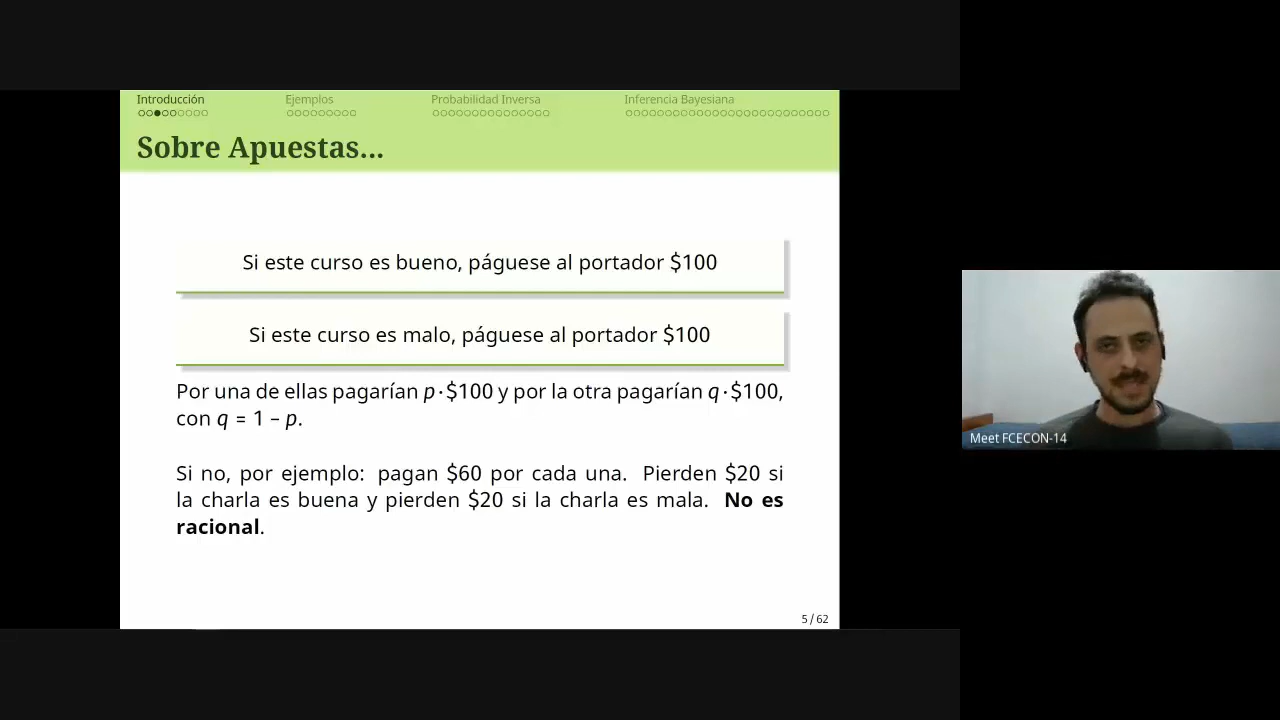 Introducción Ejemplos Probabilidad Inversa Inferencia Bayesiana
Sobre Apuestas...
Si este curso es bueno, páguese al portador $100
Si este curso es malo, páguese al portador $100
Por una de ellas pagarían p·$100 y por la otra pagarían q·$100,
con q = 1 – p.
Si no, por ejemplo: pagan $60 por cada una. Pierden $20 si
la charla es buena y pierden $20 si la charla es mala. No es
racional.
5 / 62
Meet FCECON-14